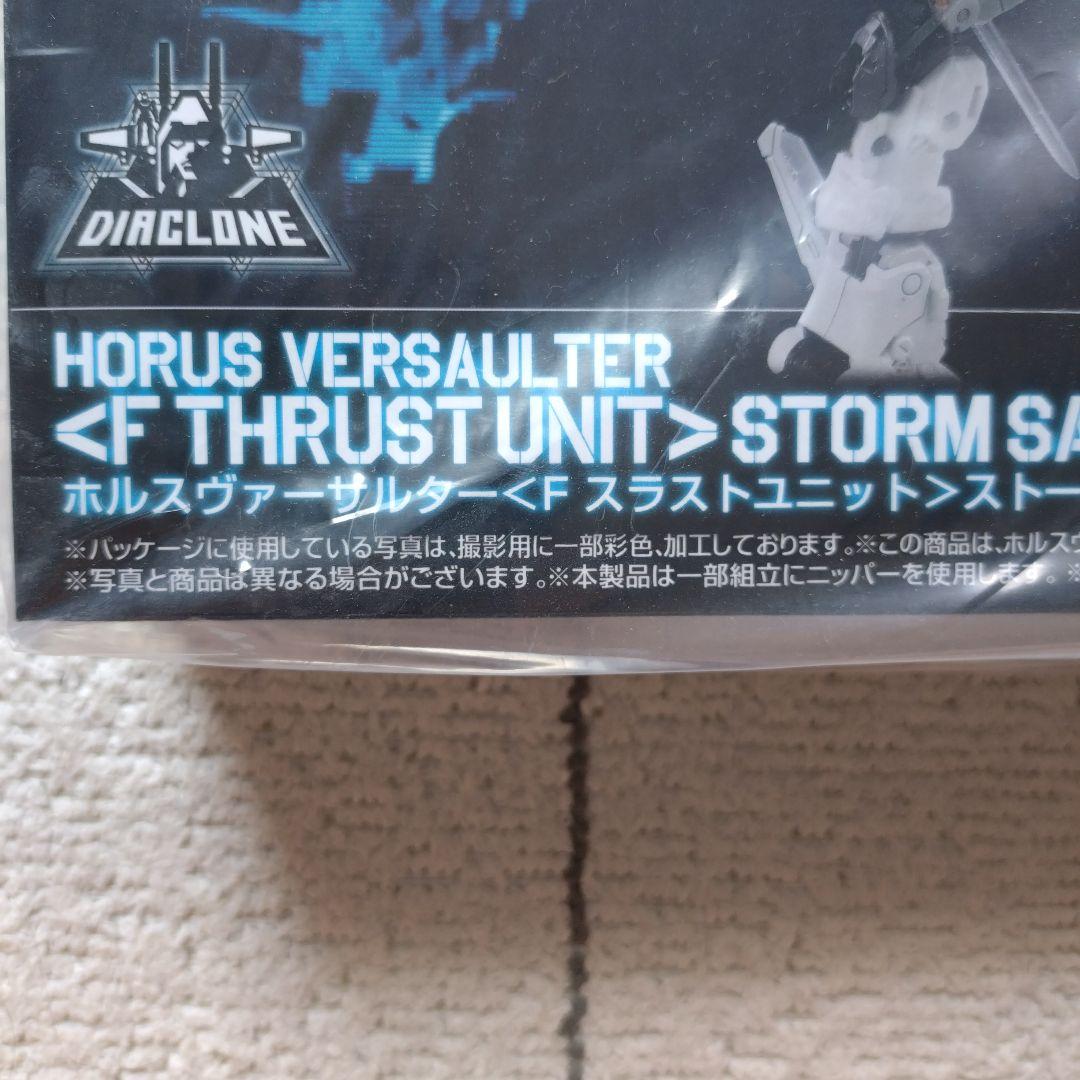 DIACLONE
HORUS VERSAULTER
<F THRUST UNIT> STORM SA
ホルスヴァーサルター<F スラストユニット>ストー
※パッケージに使用している写真は、撮影用に一部彩色、加工しております。※この商品は、ホルスヴ
※写真と商品は異なる場合がございます。※本製品は一部組立にニッパーを使用します。※